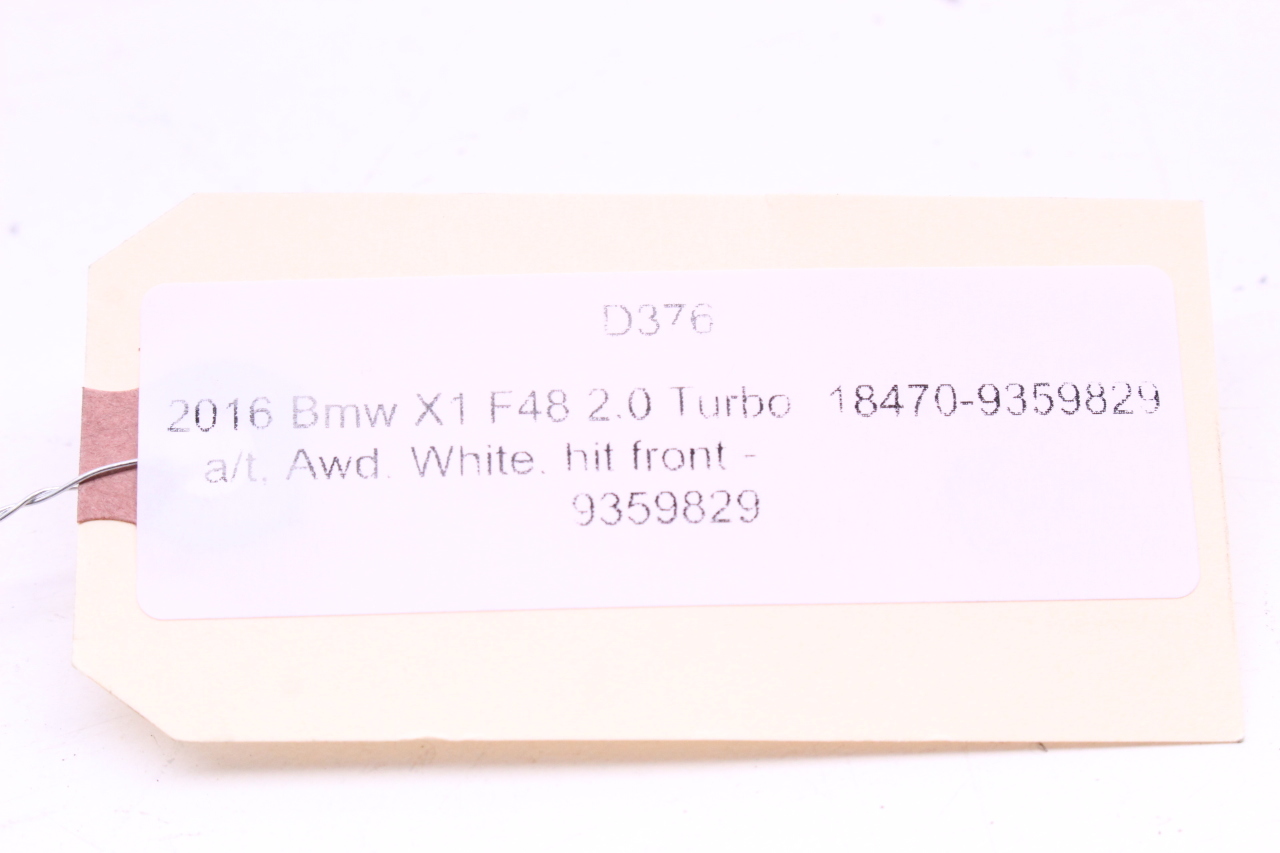 D376
2016 Bmw X1 F48 2.0 Turbo 18470-9359829
a/t, Awd. White. hit front -
9359829